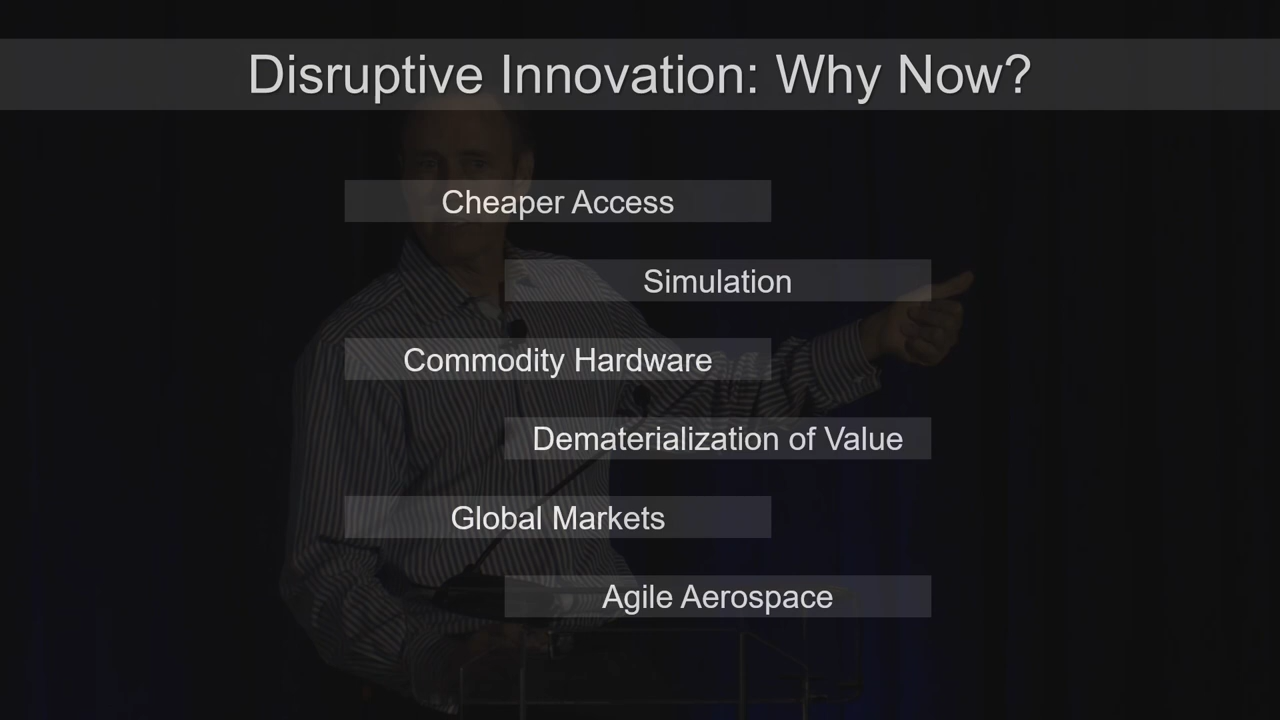 Disruptive Innovation: Why Now?
Cheaper Access
Simulation
Commodity Hardware
Dematerialization of Value
Global Markets
Agile Aerospace